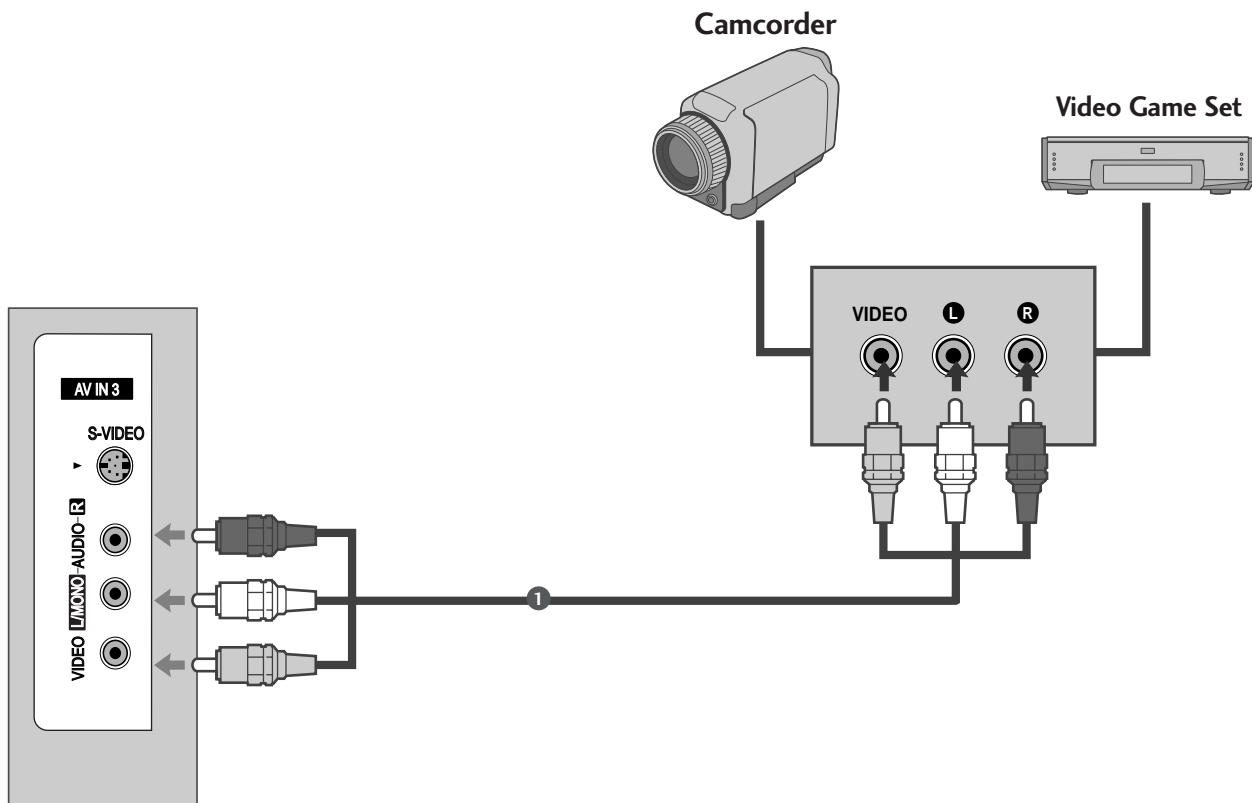 Camcorder
Video Game Set
VIDEO L R
AV IN 3
S-VIDEO
VIDEO L/MONO-AUDIO-R
1